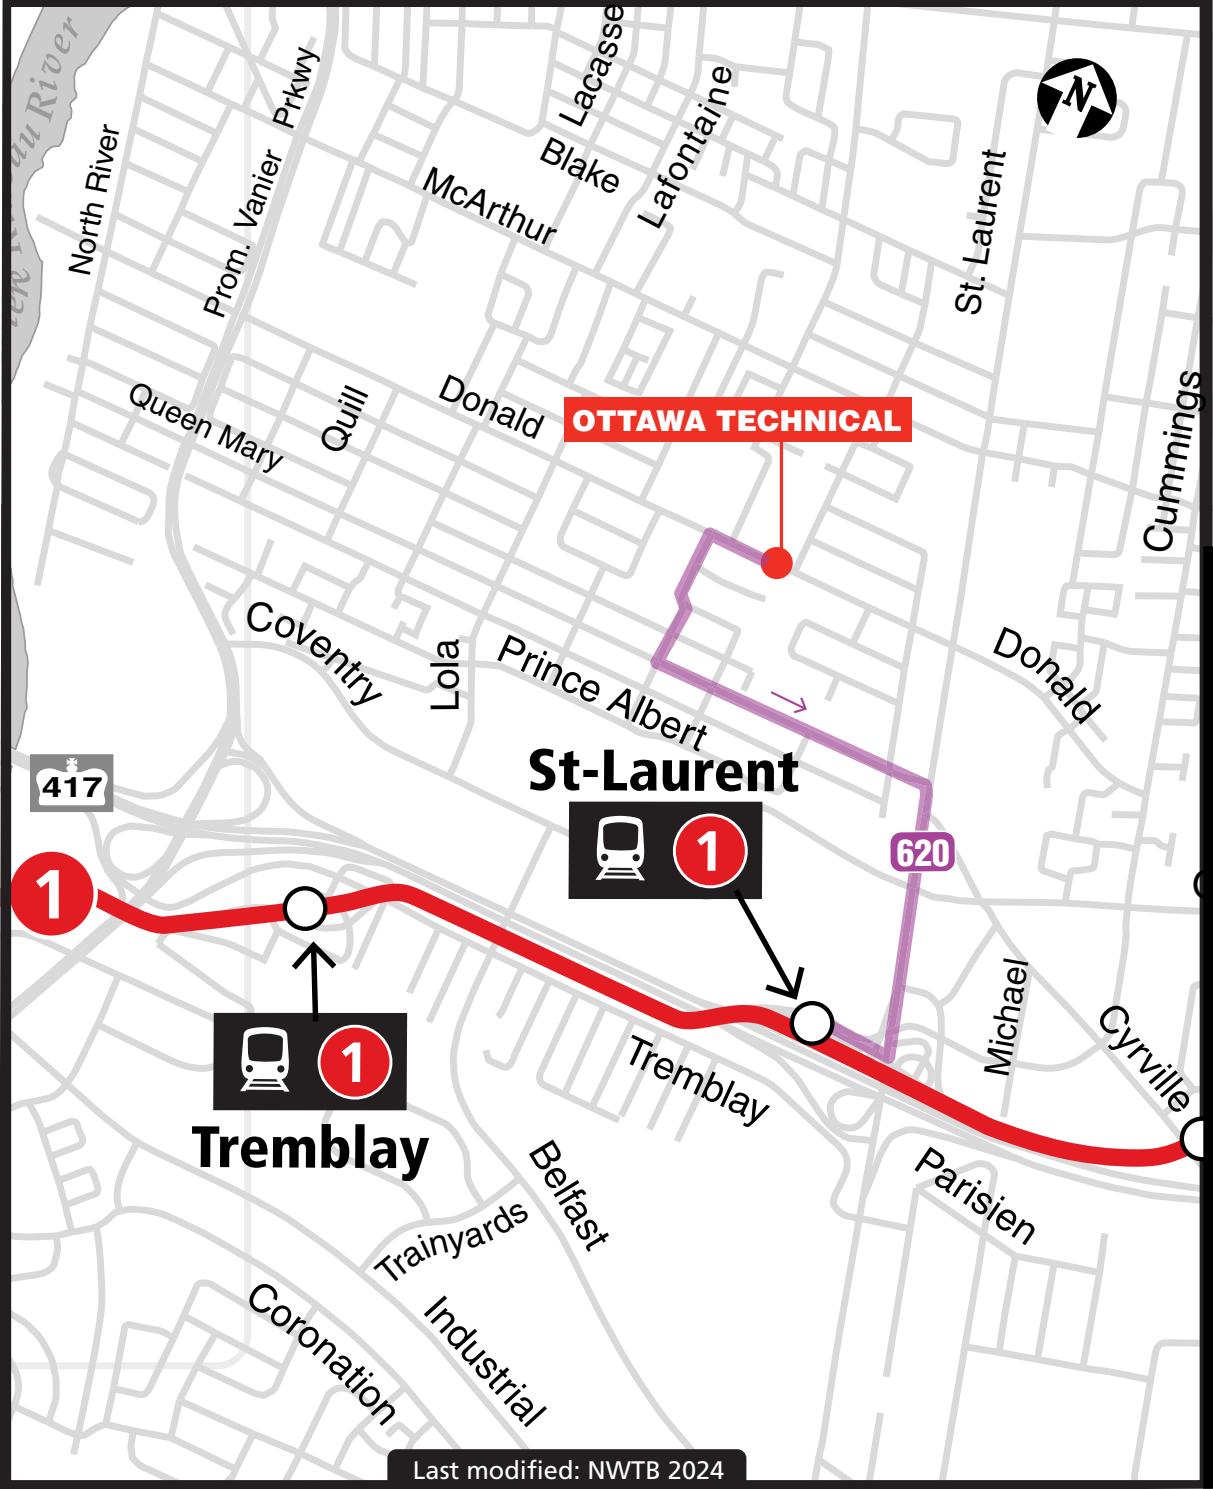 Lacasse
Prkwy
Lafontaine
N
North River
Prom. Vanier
Blake
McArthur
St. Laurent
Queen Mary
Quill
Donald
OTTAWA TECHNICAL
Cummings
Coventry
Lola
Prince Albert
Donald
417
St-Laurent
1
620
1
Michael
Cyrville
1
Tremblay
Tremblay
Parisien
Belfast
Trainyards
Coronation
Industrial
Last modified: NWTB 2024